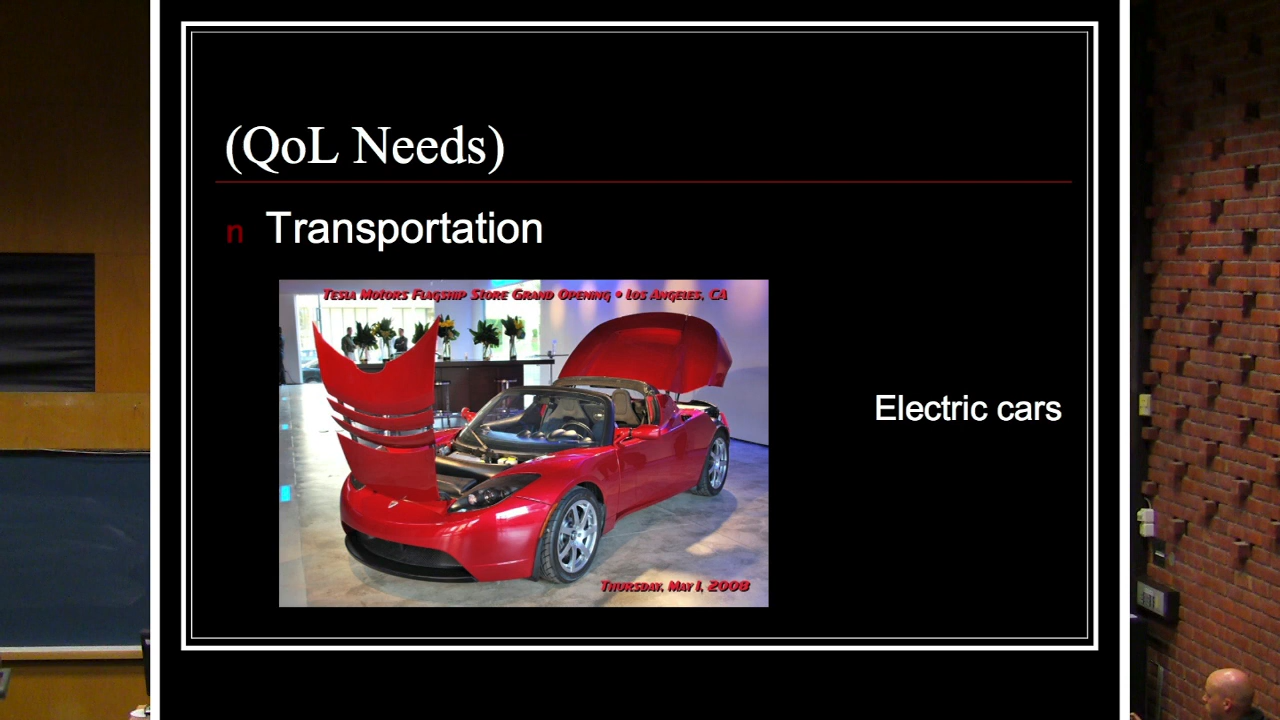 (QoL Needs)
n Transportation
TESLA MOTORS FLAGSHIP STORE GRAND OPENING • LOS ANGELES, CA
Electric cars
THURSDAY, MAY 1, 2008